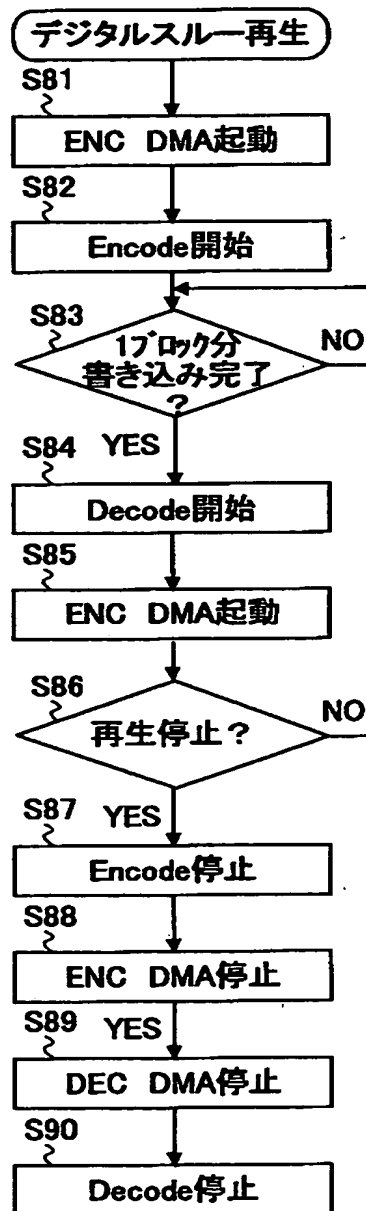 デジタルスルー再生
S81
ENC DMA起動
S82
Encode開始
S83
1ブロック分
書き込み完了
?
NO
S84 YES
Decode開始
S85
ENC DMA起動
S86
再生停止?
NO
S87 YES
Encode停止
S88
ENC DMA停止
S89 YES
DEC DMA停止
S90
Decode停止